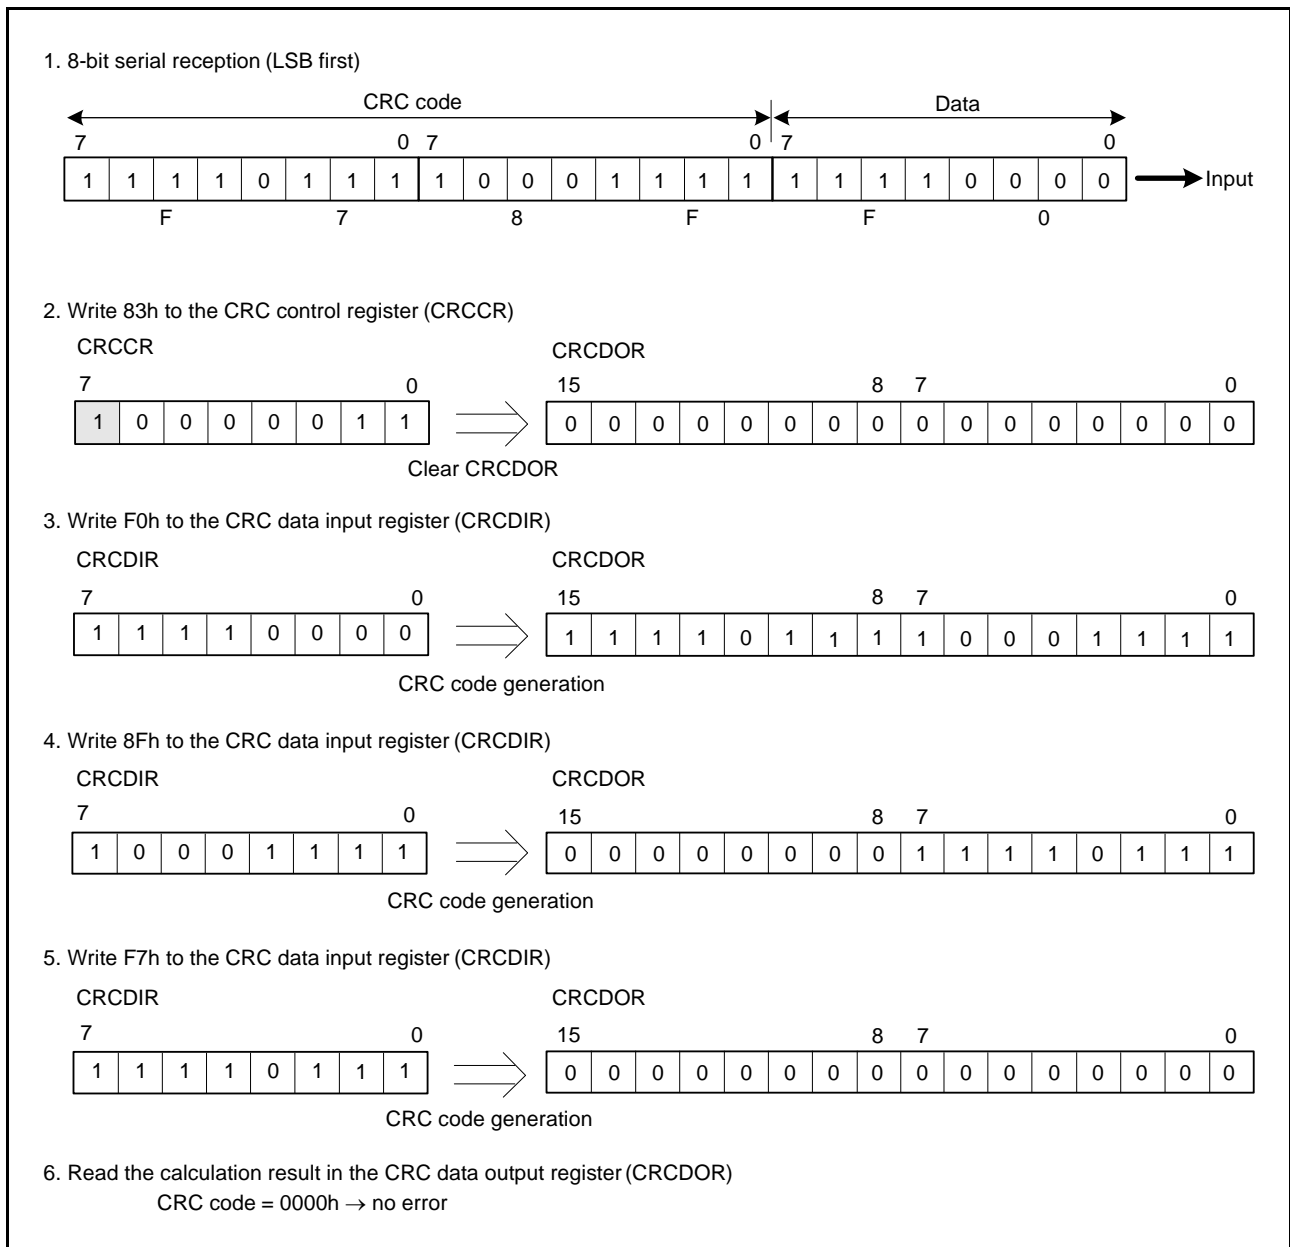 1. 8-bit serial reception (LSB first)
CRC code Data
7 0 7 0 7 0
1 1 1 1 0 1 1 1 1 0 0 0 1 1 1 1 1 1 1 1 0 0 0 0 Input
F 7 8 F F 0
2. Write 83h to the CRC control register (CRCCR)
CRCCR CRCDOR
7 0 15 8 7 0
1 0 0 0 0 0 1 1 0 0 0 0 0 0 0 0 0 0 0 0 0 0 0 0
Clear CRCDOR
3. Write F0h to the CRC data input register (CRCDIR)
CRCDIR CRCDOR
7 0 15 8 7 0
1 1 1 1 0 0 0 0 1 1 1 1 0 1 1 1 1 0 0 0 1 1 1 1
CRC code generation
4. Write 8Fh to the CRC data input register (CRCDIR)
CRCDIR CRCDOR
7 0 15 8 7 0
1 0 0 0 1 1 1 1 0 0 0 0 0 0 0 0 1 1 1 1 0 1 1 1
CRC code generation
5. Write F7h to the CRC data input register (CRCDIR)
CRCDIR CRCDOR
7 0 15 8 7 0
1 1 1 1 0 1 1 1 0 0 0 0 0 0 0 0 0 0 0 0 0 0 0 0
CRC code generation
6. Read the calculation result in the CRC data output register (CRCDOR)
CRC code = 0000h → no error